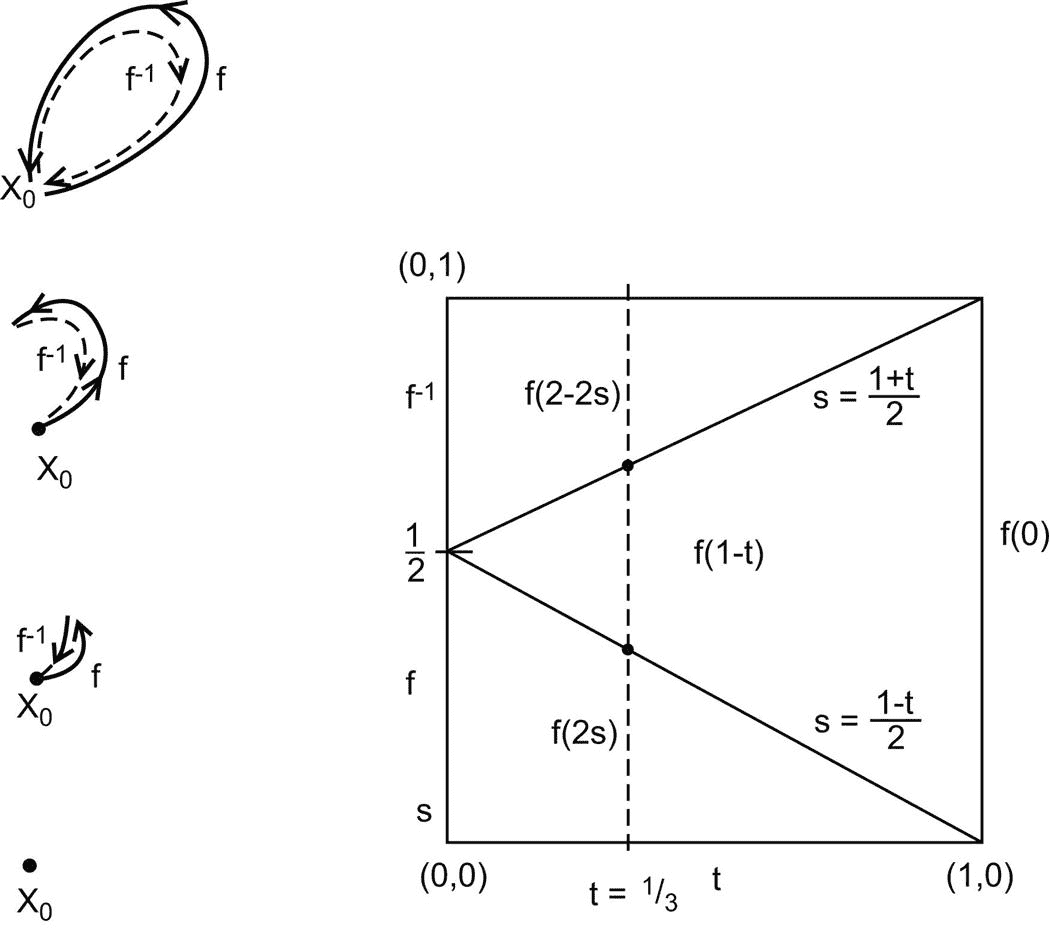 f⁻¹
f
X₀
f⁻¹
f
X₀
f⁻¹
f
X₀
X₀
(0,1)
f⁻¹
f(2-2s)
s = (1+t)/2
1/2
f(1-t)
f(0)
f
f(2s)
s = (1-t)/2
s
(0,0)
t = 1/3
t
(1,0)